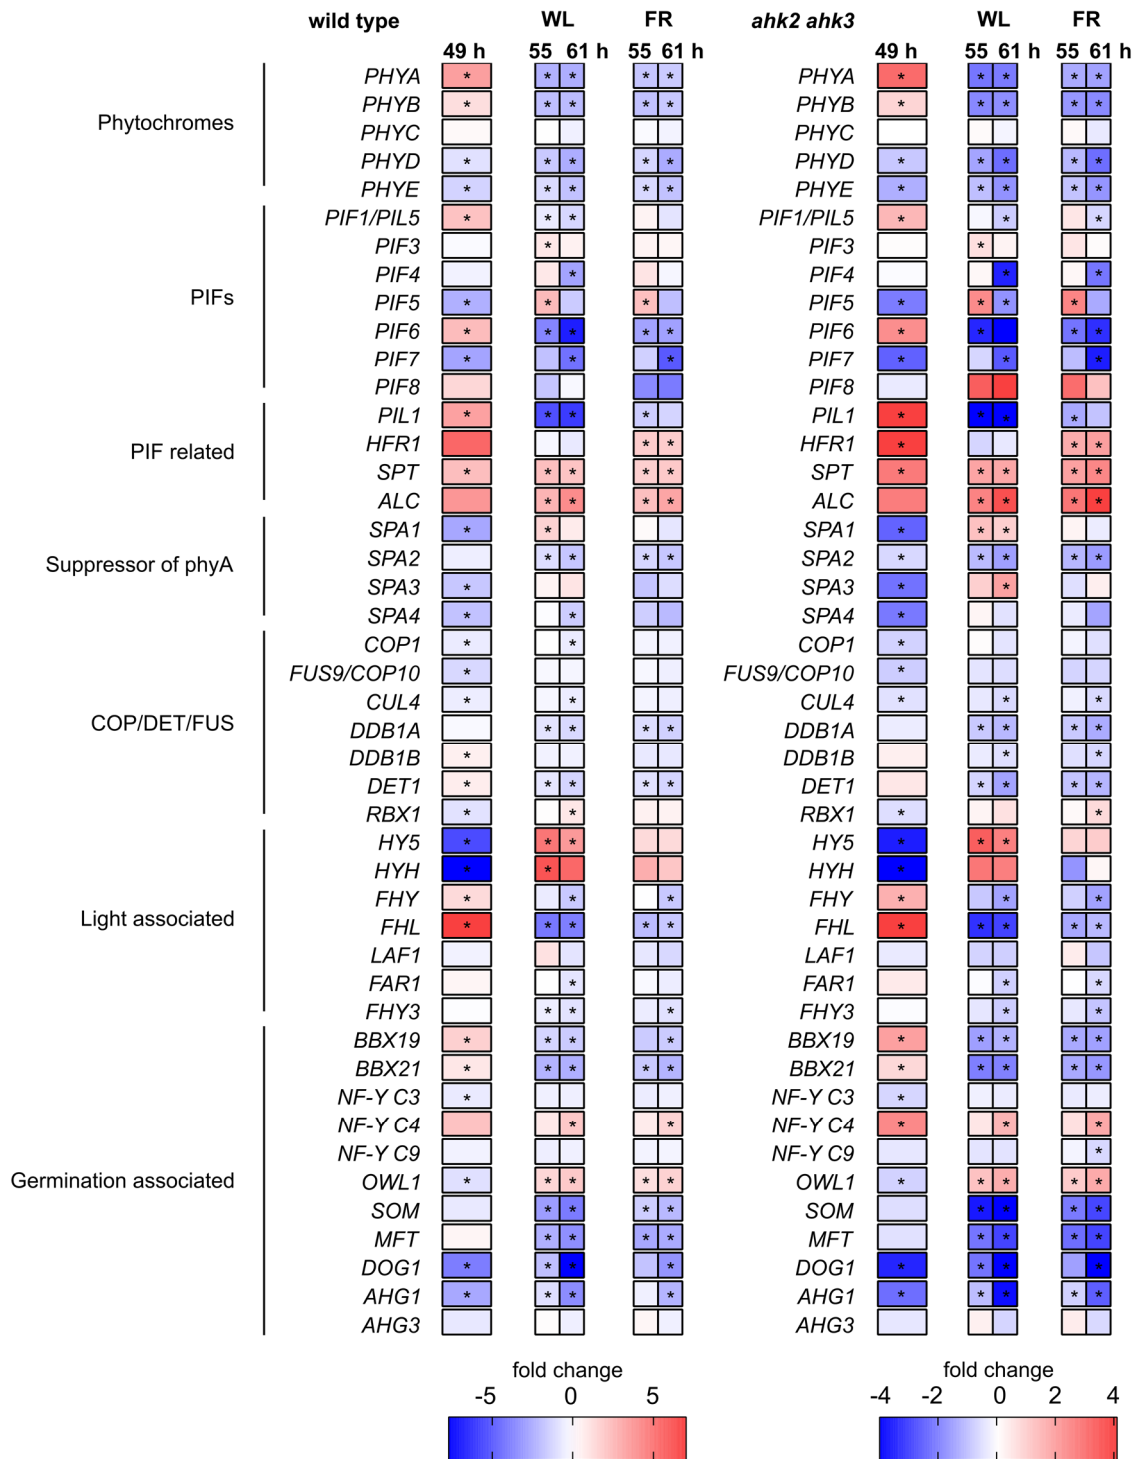 wild type WL FR ahk2 ahk3 WL FR
49 h 55 61 h 55 61 h 49 h 55 61 h 55 61 h
PHYA * * * * * PHYA * * * * *
PHYB * * * * * PHYB * * * * *
Phytochromes
PHYC PHYC
PHYD * * * * * PHYD * * * * *
PHYE * * * * * PHYE * * * * *
PIF1/PIL5 * * * PIF1/PIL5 * * *
PIF3 * PIF3 *
PIF4 * PIF4 * *
PIFs
PIF5 * * * PIF5 * * * *
PIF6 * * * * * PIF6 * * * *
PIF7 * * * PIF7 * * *
PIF8 PIF8
PIL1 * * * * PIL1 * * * *
PIF related
HFR1 * * HFR1 * * *
SPT * * * * * SPT * * * * *
ALC * * * * ALC * * * *
SPA1 * * SPA1 * * *
SPA2 * * * * SPA2 * * * * *
Suppressor of phyA
SPA3 * SPA3 * *
SPA4 * * SPA4 *
COP1 * * COP1 *
FUS9/COP10 * FUS9/COP10 *
CUL4 * * CUL4 * * *
COP/DET/FUS
DDB1A * * * * DDB1A * * * *
DDB1B * DDB1B * *
DET1 * * * * * DET1 * * * *
RBX1 * * RBX1 * *
HY5 * * * HY5 * * *
HYH * * HYH *
FHY * * * FHY * * *
Light associated
FHL * * * * * FHL * * * * *
LAF1 LAF1
FAR1 * FAR1 * *
FHY3 * * * FHY3 * *
BBX19 * * * * BBX19 * * * * *
BBX21 * * * * * BBX21 * * * * *
NF-Y C3 * NF-Y C3 *
NF-Y C4 * * NF-Y C4 * * *
NF-Y C9 NF-Y C9 *
Germination associated
OWL1 * * * * * OWL1 * * * * *
SOM * * * * SOM * * * *
MFT * * * * MFT * * * *
DOG1 * * * * DOG1 * * * *
AHG1 * * * * AHG1 * * * * *
AHG3 AHG3
fold change fold change
-5 0 5 -4 -2 0 2 4